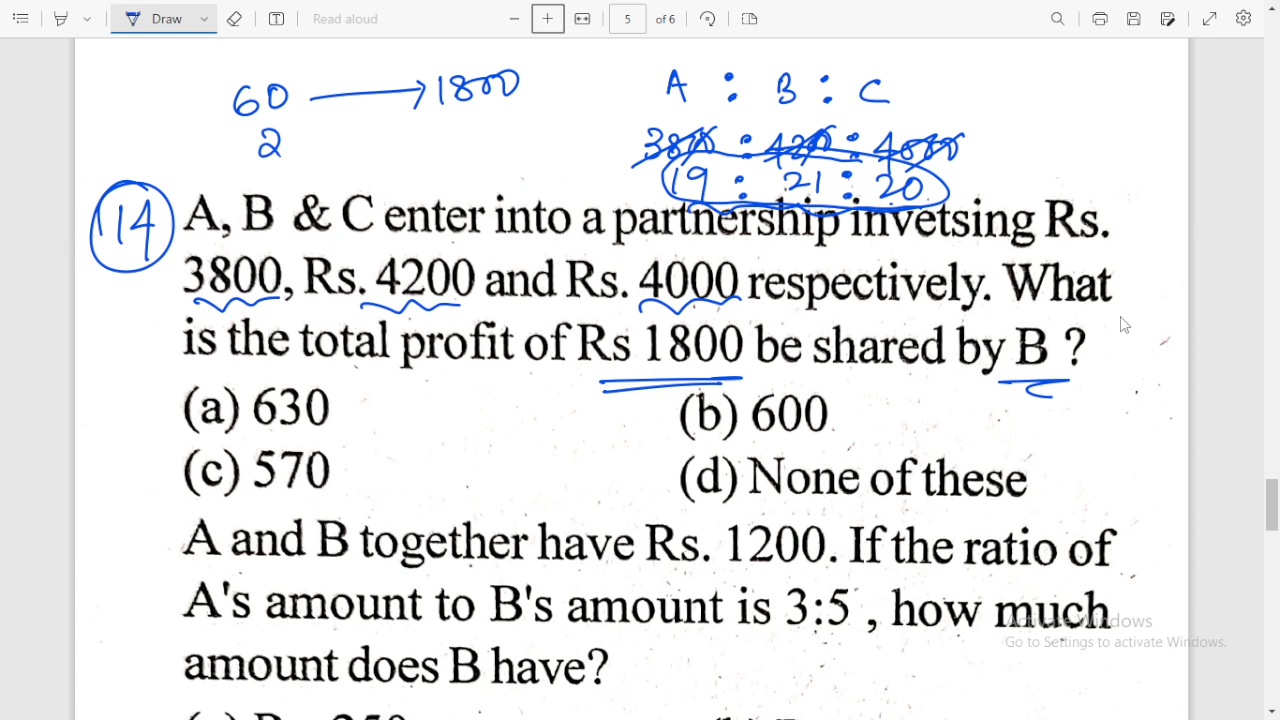 Draw
Read aloud
5 of 6
60 → 1800
2
A : B : C
3800 : 4200 : 4000
19 : 21 : 20
14 A, B & C enter into a partnership invetsing Rs.
3800, Rs. 4200 and Rs. 4000 respectively. What
is the total profit of Rs 1800 be shared by B ?
(a) 630 (b) 600
(c) 570 (d) None of these
A and B together have Rs. 1200. If the ratio of
A's amount to B's amount is 3:5 , how much
amount does B have?
Activate Windows
Go to Settings to activate Windows.